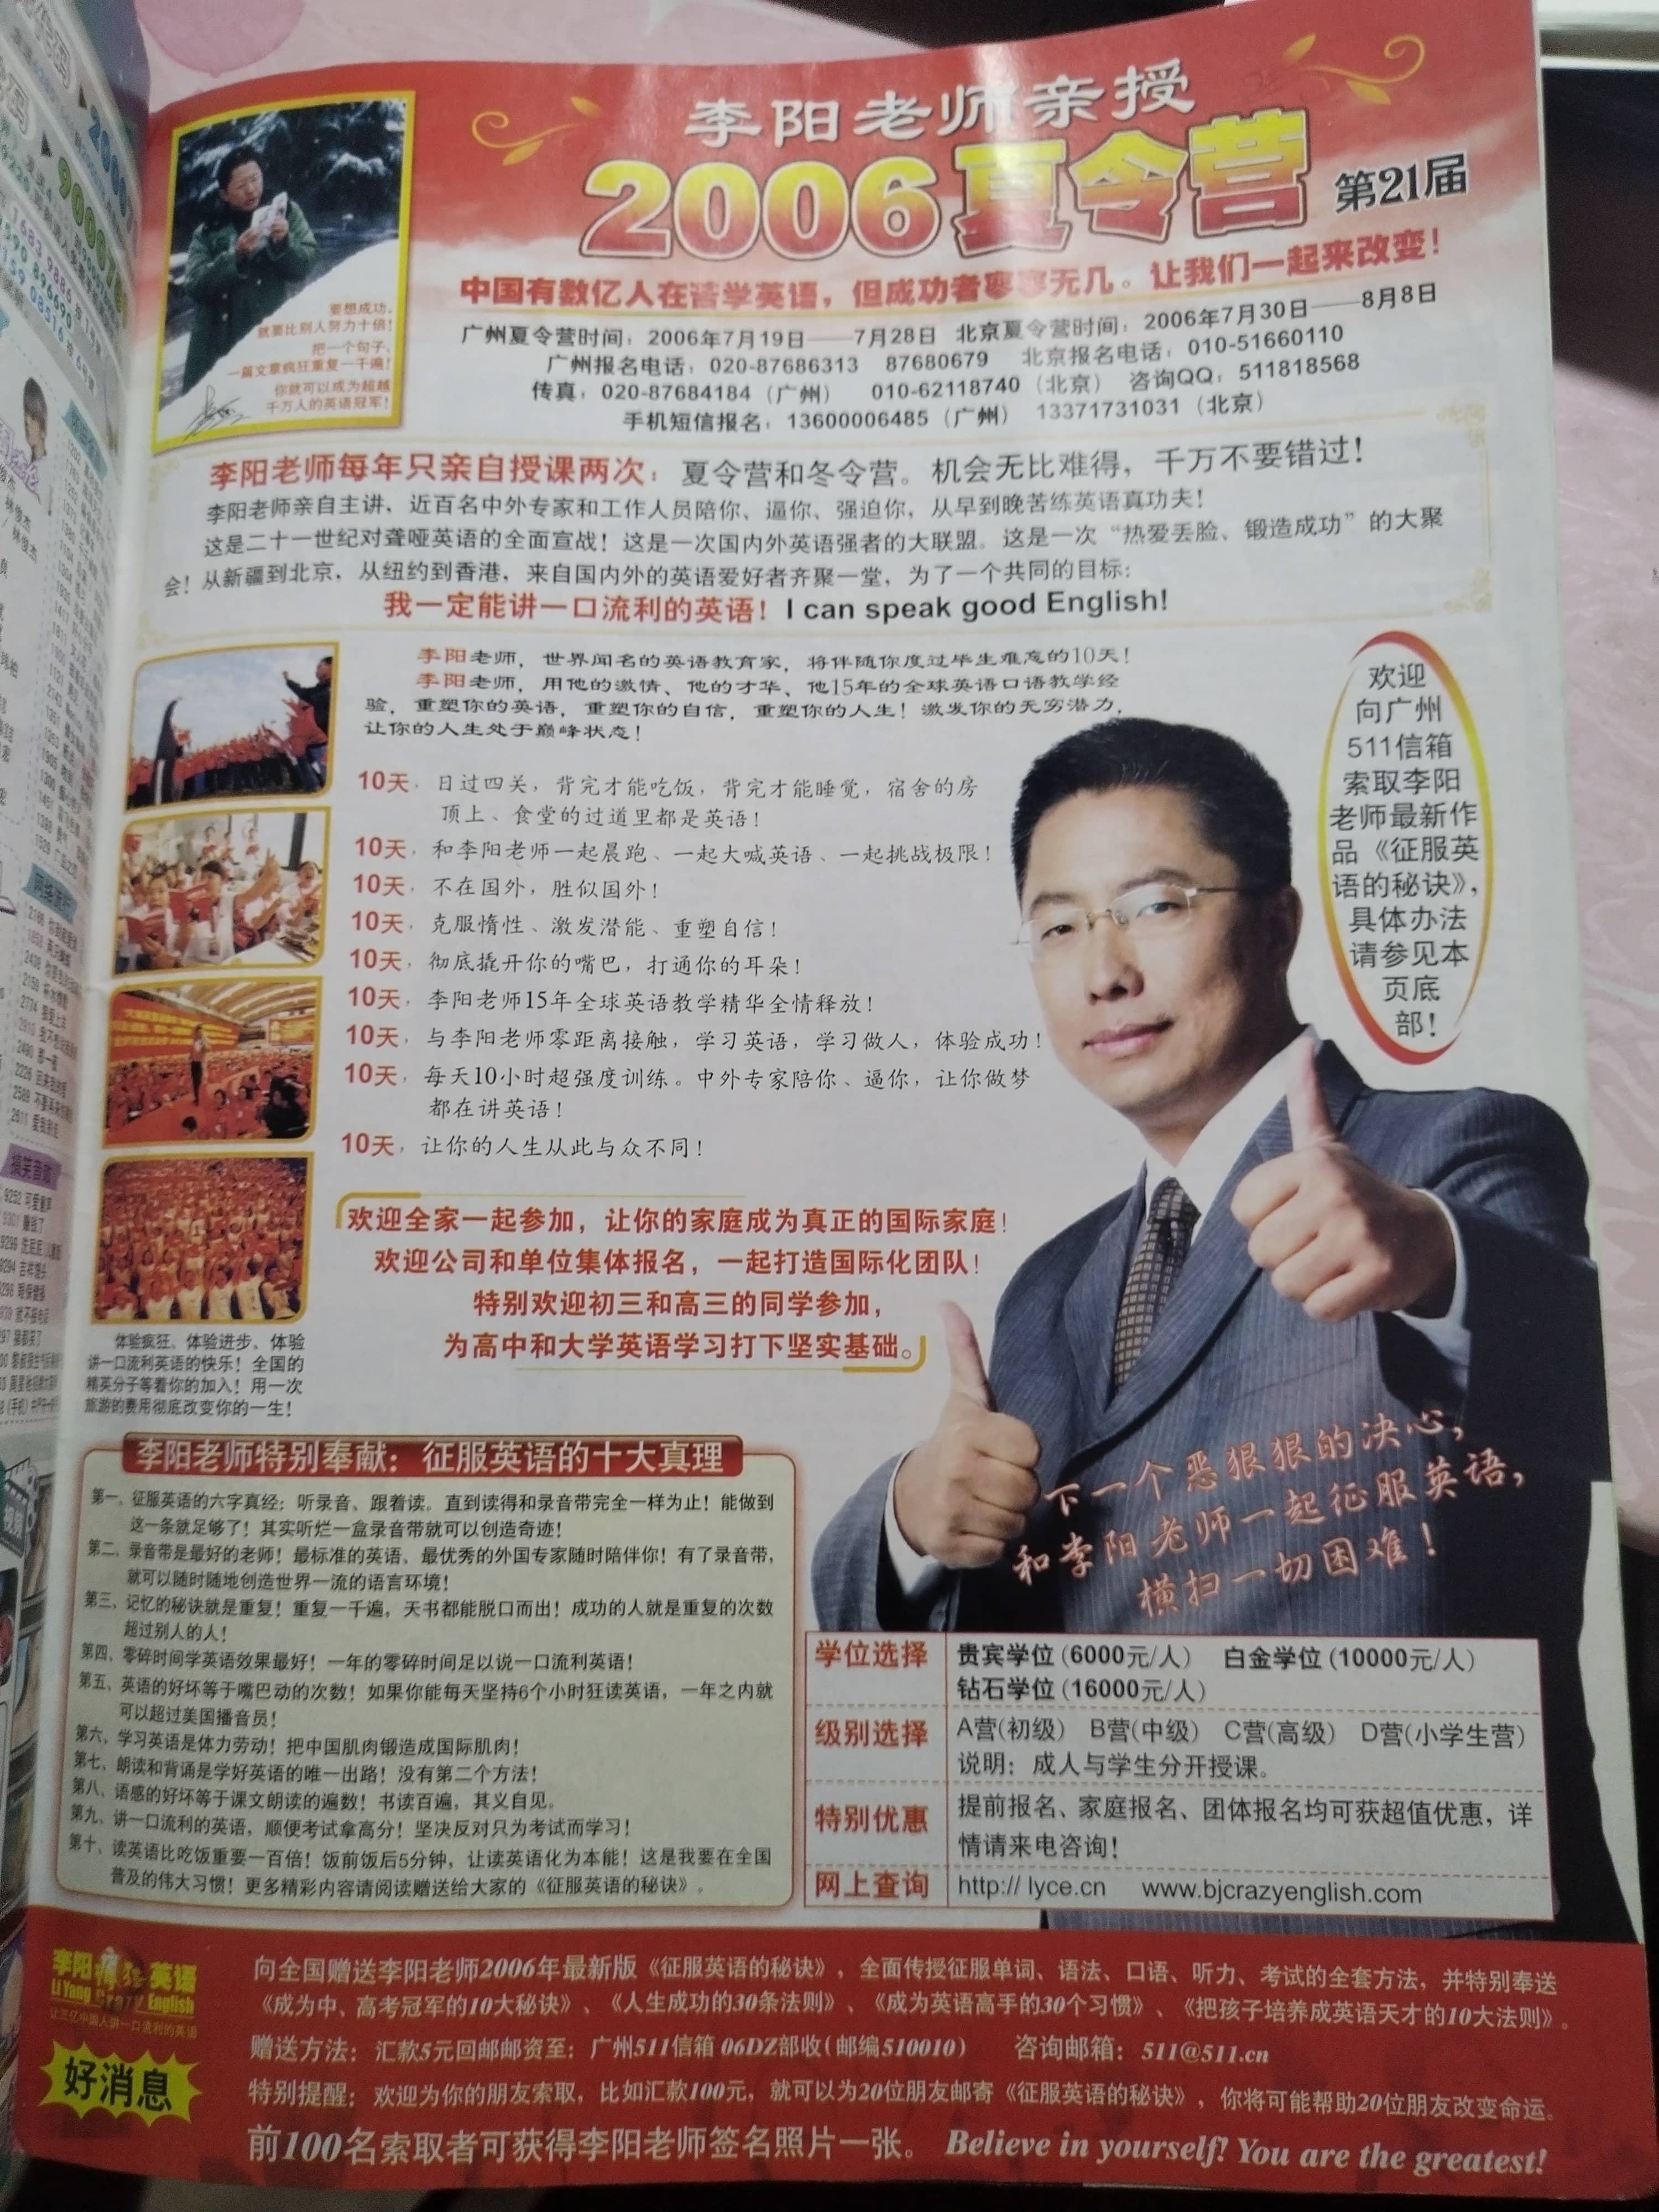 李阳老师亲授
2006夏令营 第21届
中国有数亿人在苦学英语，但成功者寥寥无几。让我们一起来改变！
广州夏令营时间：2006年7月19日——7月28日 北京夏令营时间：2006年7月30日——8月8日
广州报名电话：020-87686313 87680679 北京报名电话：010-51660110
传真：020-87684184（广州） 010-62118740（北京） 咨询QQ：511818568
手机短信报名：13600006485（广州） 13371731031（北京）
要想成功，
就要比别人努力十倍！
把一个句子、
一篇文章疯狂重复一千遍！
你就可以成为超越
千万人的英语冠军！
李阳老师每年只亲自授课两次：夏令营和冬令营。机会无比难得，千万不要错过！
李阳老师亲自主讲，近百名中外专家和工作人员陪你、逼你、强迫你，从早到晚苦练英语真功夫！
这是二十一世纪对聋哑英语的全面宣战！这是一次国内外英语强者的大联盟。这是一次“热爱丢脸、锻造成功”的大聚
会！从新疆到北京，从纽约到香港，来自国内外的英语爱好者齐聚一堂，为了一个共同的目标：
我一定能讲一口流利的英语！I can speak good English!
李阳老师，世界闻名的英语教育家，将伴随你度过毕生难忘的10天！
李阳老师，用他的激情、他的才华、他15年的全球英语口语教学经
验，重塑你的英语，重塑你的自信，重塑你的人生！激发你的无穷潜力，
让你的人生处于巅峰状态！
10天，日过四关，背完才能吃饭，背完才能睡觉，宿舍的房
顶上、食堂的过道里都是英语！
10天，和李阳老师一起晨跑、一起大喊英语、一起挑战极限！
10天，不在国外，胜似国外！
10天，克服惰性、激发潜能、重塑自信！
10天，彻底撬开你的嘴巴，打通你的耳朵！
10天，李阳老师15年全球英语教学精华全情释放！
10天，与李阳老师零距离接触，学习英语，学习做人，体验成功！
10天，每天10小时超强度训练。中外专家陪你、逼你，让你做梦
都在讲英语！
10天，让你的人生从此与众不同！
欢迎
向广州
511信箱
索取李阳
老师最新作
品《征服英
语的秘诀》，
具体办法
请参见本
页底
部！
欢迎全家一起参加，让你的家庭成为真正的国际家庭！
欢迎公司和单位集体报名，一起打造国际化团队！
特别欢迎初三和高三的同学参加，
为高中和大学英语学习打下坚实基础。
体验疯狂、体验进步、体验
讲一口流利英语的快乐！全国的
精英分子等着你的加入！用一次
旅游的费用彻底改变你的一生！
下一个恶狠狠的决心，
和李阳老师一起征服英语，
横扫一切困难！
李阳老师特别奉献：征服英语的十大真理
第一、征服英语的六字真经：听录音、跟着读。直到读得和录音带完全一样为止！能做到
这一条就足够了！其实听烂一盒录音带就可以创造奇迹！
第二、录音带是最好的老师！最标准的英语、最优秀的外国专家随时陪伴你！有了录音带，
就可以随时随地创造世界一流的语言环境！
第三、记忆的秘诀就是重复！重复一千遍，天书都能脱口而出！成功的人就是重复的次数
超过别人的人！
第四、零碎时间学英语效果最好！一年的零碎时间足以说一口流利英语！
第五、英语的好坏等于嘴巴动的次数！如果你能每天坚持6个小时狂读英语，一年之内就
可以超过美国播音员！
第六、学习英语是体力劳动！把中国肌肉锻造成国际肌肉！
第七、朗读和背诵是学好英语的唯一出路！没有第二个方法！
第八、语感的好坏等于课文朗读的遍数！书读百遍，其义自见。
第九、讲一口流利的英语，顺便考试拿高分！坚决反对只为考试而学习！
第十、读英语比吃饭重要一百倍！饭前饭后5分钟，让读英语化为本能！这是我要在全国
普及的伟大习惯！更多精彩内容请阅读赠送给大家的《征服英语的秘诀》。
学位选择 贵宾学位（6000元/人） 白金学位（10000元/人）
钻石学位（16000元/人）
级别选择 A营(初级) B营(中级) C营(高级) D营(小学生营)
说明：成人与学生分开授课。
特别优惠 提前报名、家庭报名、团体报名均可获超值优惠，详
情请来电咨询！
网上查询 http:// lyce.cn www.bjcrazyenglish.com
李阳疯狂英语
Li Yang Crazy English
让三亿中国人讲一口流利的英语
好消息
向全国赠送李阳老师2006年最新版《征服英语的秘诀》，全面传授征服单词、语法、口语、听力、考试的全套方法，并特别奉送
《成为中、高考冠军的10大秘诀》、《人生成功的30条法则》、《成为英语高手的30个习惯》、《把孩子培养成英语天才的10大法则》。
赠送方法：汇款5元回邮邮资至：广州511信箱 06DZ部收（邮编510010） 咨询邮箱：511@511.cn
特别提醒：欢迎为你的朋友索取，比如汇款100元，就可以为20位朋友邮寄《征服英语的秘诀》，你将可能帮助20位朋友改变命运。
前100名索取者可获得李阳老师签名照片一张。 Believe in yourself! You are the greatest!